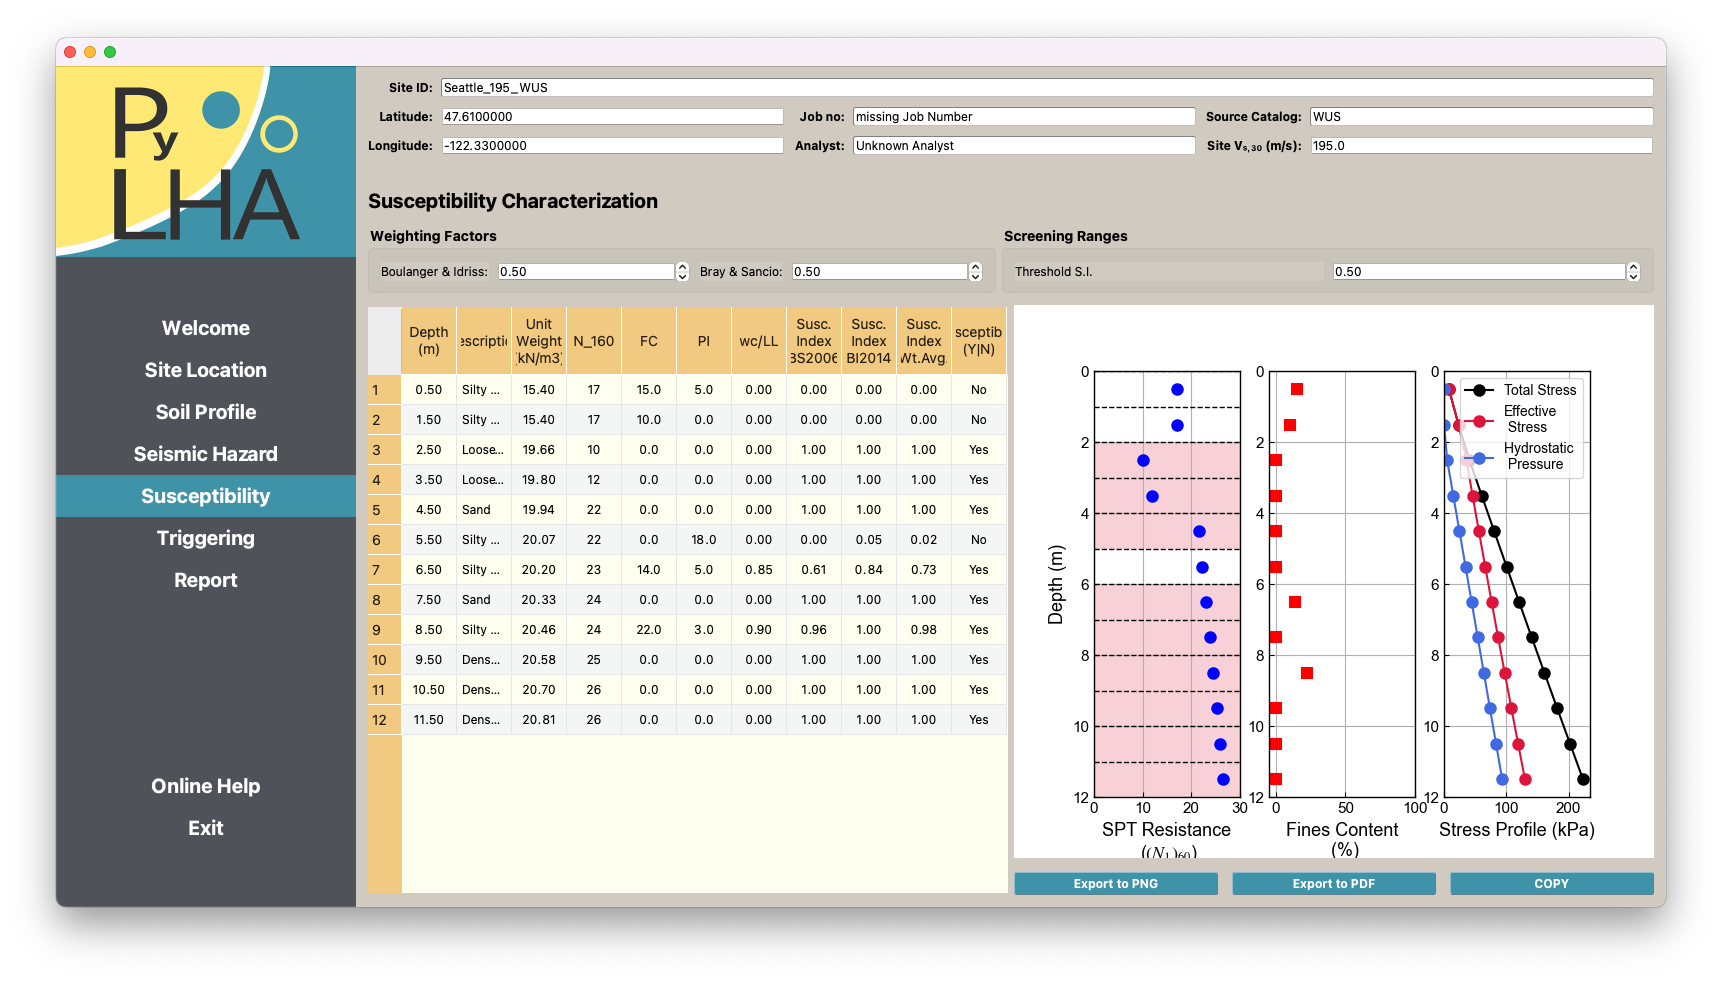 Py
LHA
Site ID: Seattle_195_WUS
Latitude: 47.6100000 Job no: missing Job Number Source Catalog: WUS
Longitude: -122.3300000 Analyst: Unknown Analyst Site Vs,30 (m/s): 195.0
Susceptibility Characterization
Weighting Factors Screening Ranges
Boulanger & Idriss: 0.50 Bray & Sancio: 0.50 Threshold S.I. 0.50
Welcome
Site Location
Soil Profile
Seismic Hazard
Susceptibility
Triggering
Report
Online Help
Exit
Depth (m) escripti Unit Weight kN/m3 N_160 FC PI wc/LL Susc. Index BS2006 Susc. Index BI2014 Susc. Index Wt.Avg. sceptib (Y|N)
1 0.50 Silty ... 15.40 17 15.0 5.0 0.00 0.00 0.00 0.00 No
2 1.50 Silty ... 15.40 17 10.0 0.0 0.00 0.00 0.00 0.00 No
3 2.50 Loose... 19.66 10 0.0 0.0 0.00 1.00 1.00 1.00 Yes
4 3.50 Loose... 19.80 12 0.0 0.0 0.00 1.00 1.00 1.00 Yes
5 4.50 Sand 19.94 22 0.0 0.0 0.00 1.00 1.00 1.00 Yes
6 5.50 Silty ... 20.07 22 0.0 18.0 0.00 0.00 0.05 0.02 No
7 6.50 Silty ... 20.20 23 14.0 5.0 0.85 0.61 0.84 0.73 Yes
8 7.50 Sand 20.33 24 0.0 0.0 0.00 1.00 1.00 1.00 Yes
9 8.50 Silty ... 20.46 24 22.0 3.0 0.90 0.96 1.00 0.98 Yes
10 9.50 Dens... 20.58 25 0.0 0.0 0.00 1.00 1.00 1.00 Yes
11 10.50 Dens... 20.70 26 0.0 0.0 0.00 1.00 1.00 1.00 Yes
12 11.50 Dens... 20.81 26 0.0 0.0 0.00 1.00 1.00 1.00 Yes
Depth (m)
0 2 4 6 8 10 12
0 10 20 30
SPT Resistance
((N1)60)
0 2 4 6 8 10 12
0 50 100
Fines Content
(%)
0 2 4 6 8 10 12
0 100 200
Stress Profile (kPa)
Total Stress
Effective
Stress
Hydrostatic
Pressure
Export to PNG Export to PDF COPY